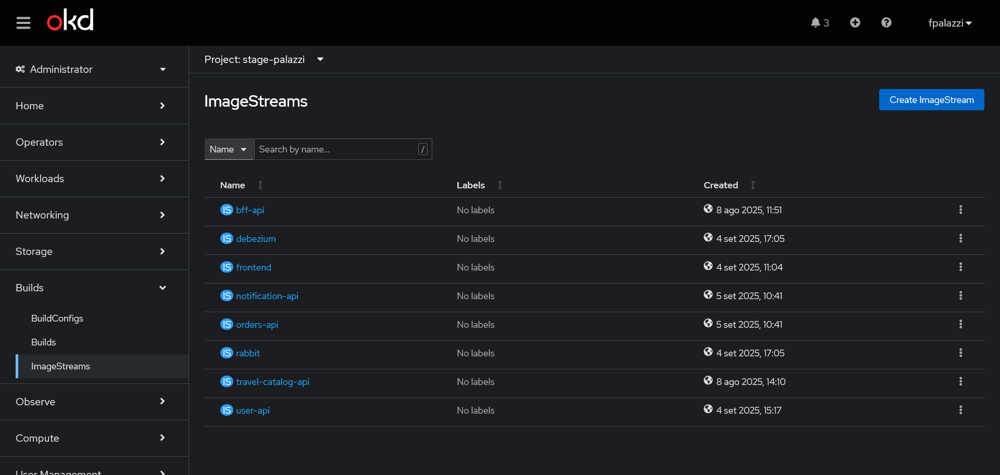 okd
3
fpalazzi
Administrator
Home
Operators
Workloads
Networking
Storage
Builds
BuildConfigs
Builds
ImageStreams
Observe
Compute
User Management
Project: stage-palazzi
ImageStreams
Create ImageStream
Name
Search by name...
/
Name Labels Created
IS bff-api No labels 8 ago 2025, 11:51
IS debezium No labels 4 set 2025, 17:05
IS frontend No labels 4 set 2025, 11:04
IS notification-api No labels 5 set 2025, 10:41
IS orders-api No labels 5 set 2025, 10:41
IS rabbit No labels 4 set 2025, 17:05
IS travel-catalog-api No labels 8 ago 2025, 14:10
IS user-api No labels 4 set 2025, 15:17